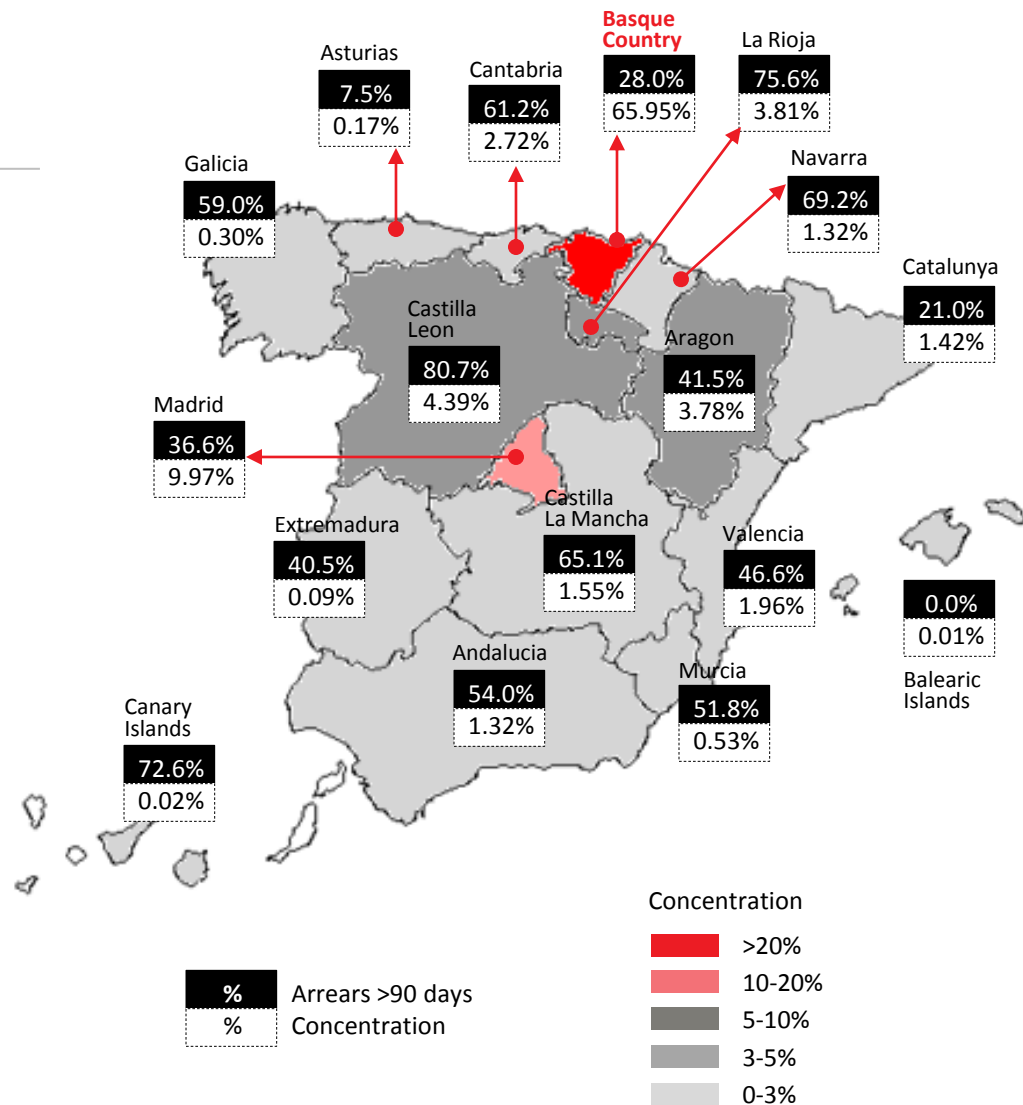 Basque
Country
28.0%
65.95%
La Rioja
75.6%
3.81%
Asturias
7.5%
0.17%
Cantabria
61.2%
2.72%
Galicia
59.0%
0.30%
Navarra
69.2%
1.32%
Catalunya
21.0%
1.42%
Castilla
Leon
80.7%
4.39%
Aragon
41.5%
3.78%
Madrid
36.6%
9.97%
Castilla
La Mancha
65.1%
1.55%
Extremadura
40.5%
0.09%
Valencia
46.6%
1.96%
0.0%
0.01%
Balearic
Islands
Andalucia
54.0%
1.32%
Murcia
51.8%
0.53%
Canary
Islands
72.6%
0.02%
Concentration
>20%
10-20%
5-10%
3-5%
0-3%
% Arrears >90 days
% Concentration